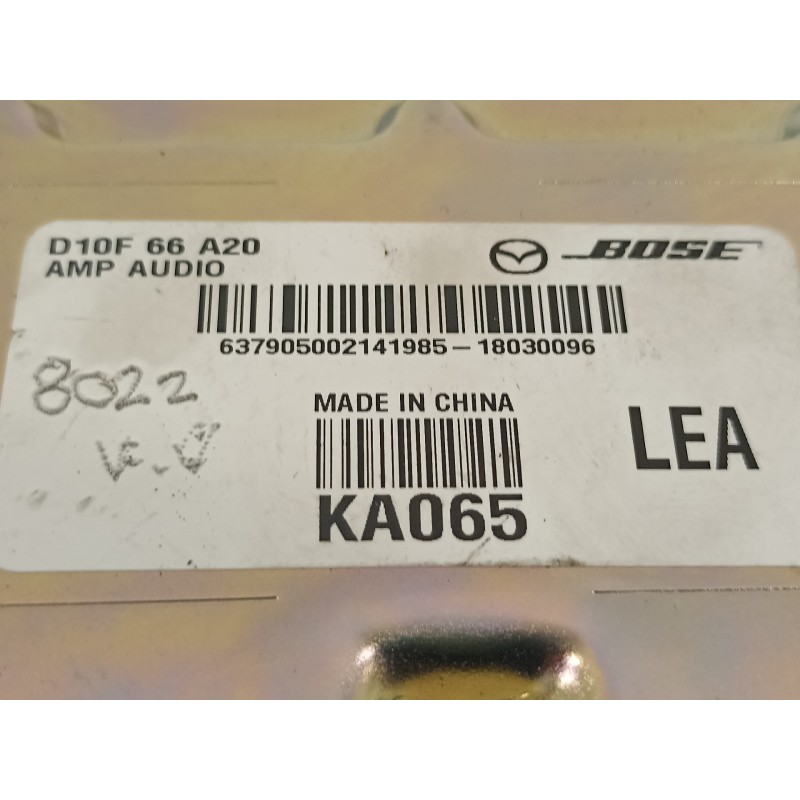 D10F 66 A20
AMP AUDIO
BOSE
637905002141985-18030096
8022
MADE IN CHINA
LEA
KA065